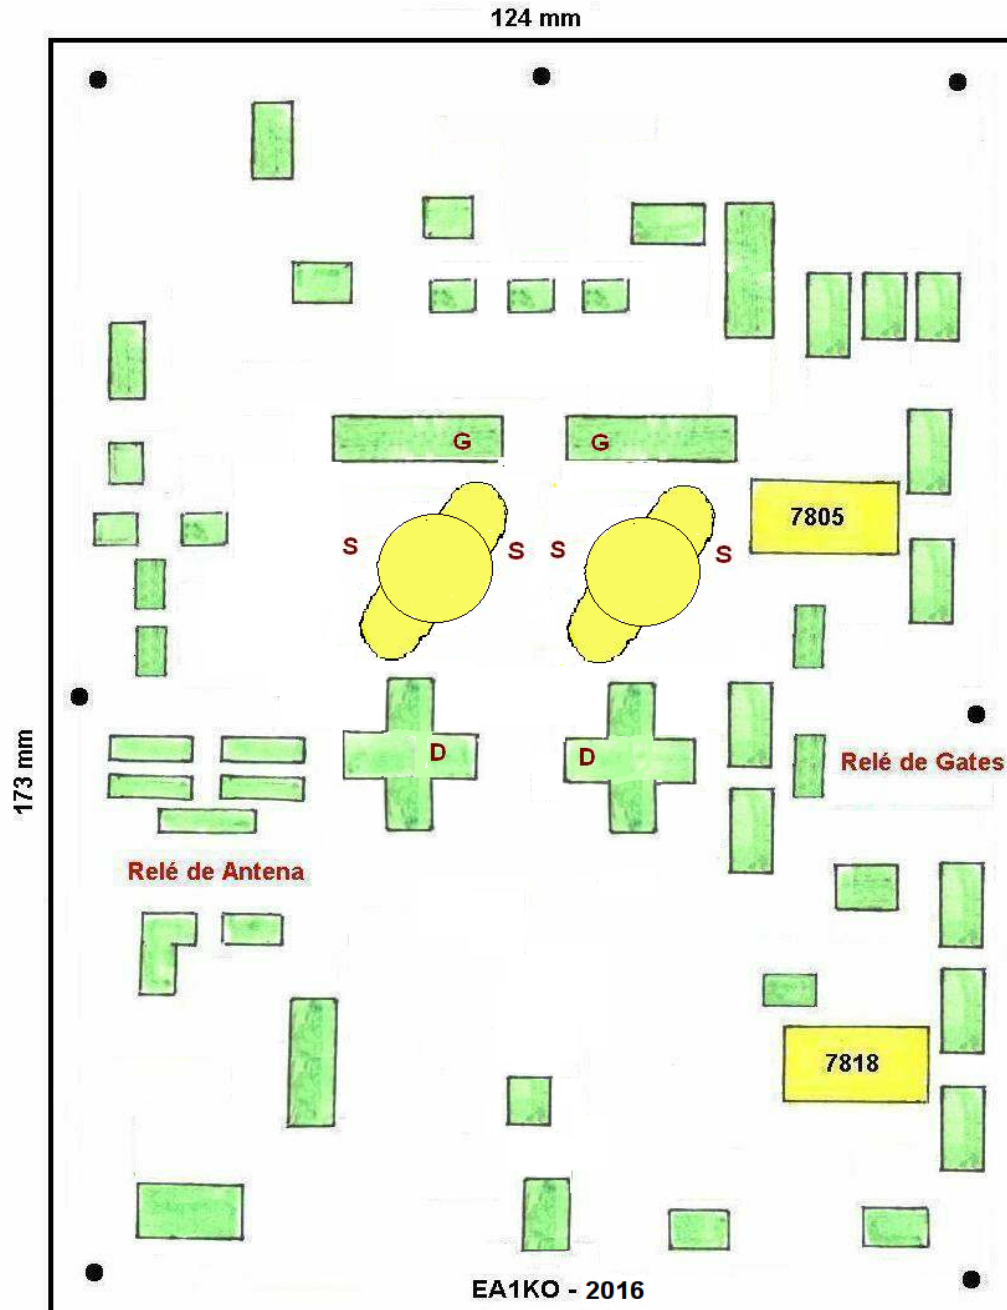 124 mm
G
G
7805
S
S
S
S
D
D
Relé de Gates
173 mm
Relé de Antena
7818
EA1KO - 2016